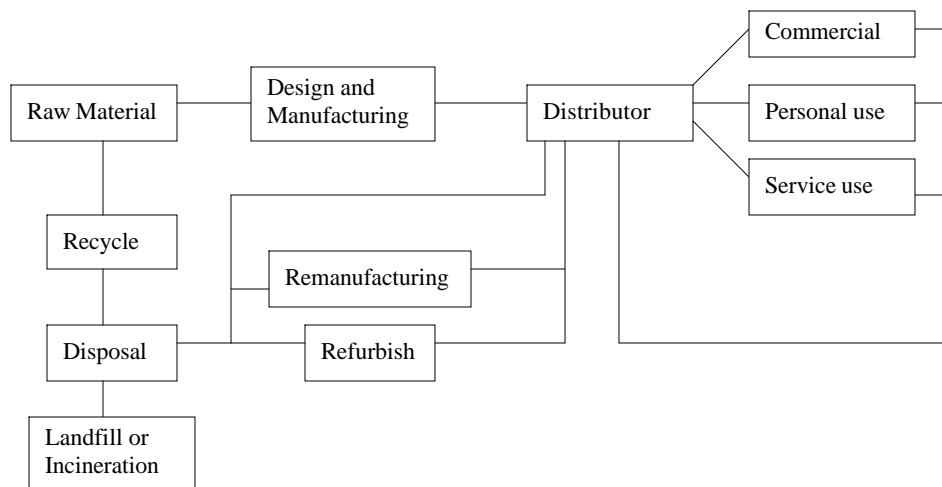 Commercial
Design and
Manufacturing
Raw Material
Distributor
Personal use
Service use
Recycle
Remanufacturing
Disposal
Refurbish
Landfill or
Incineration